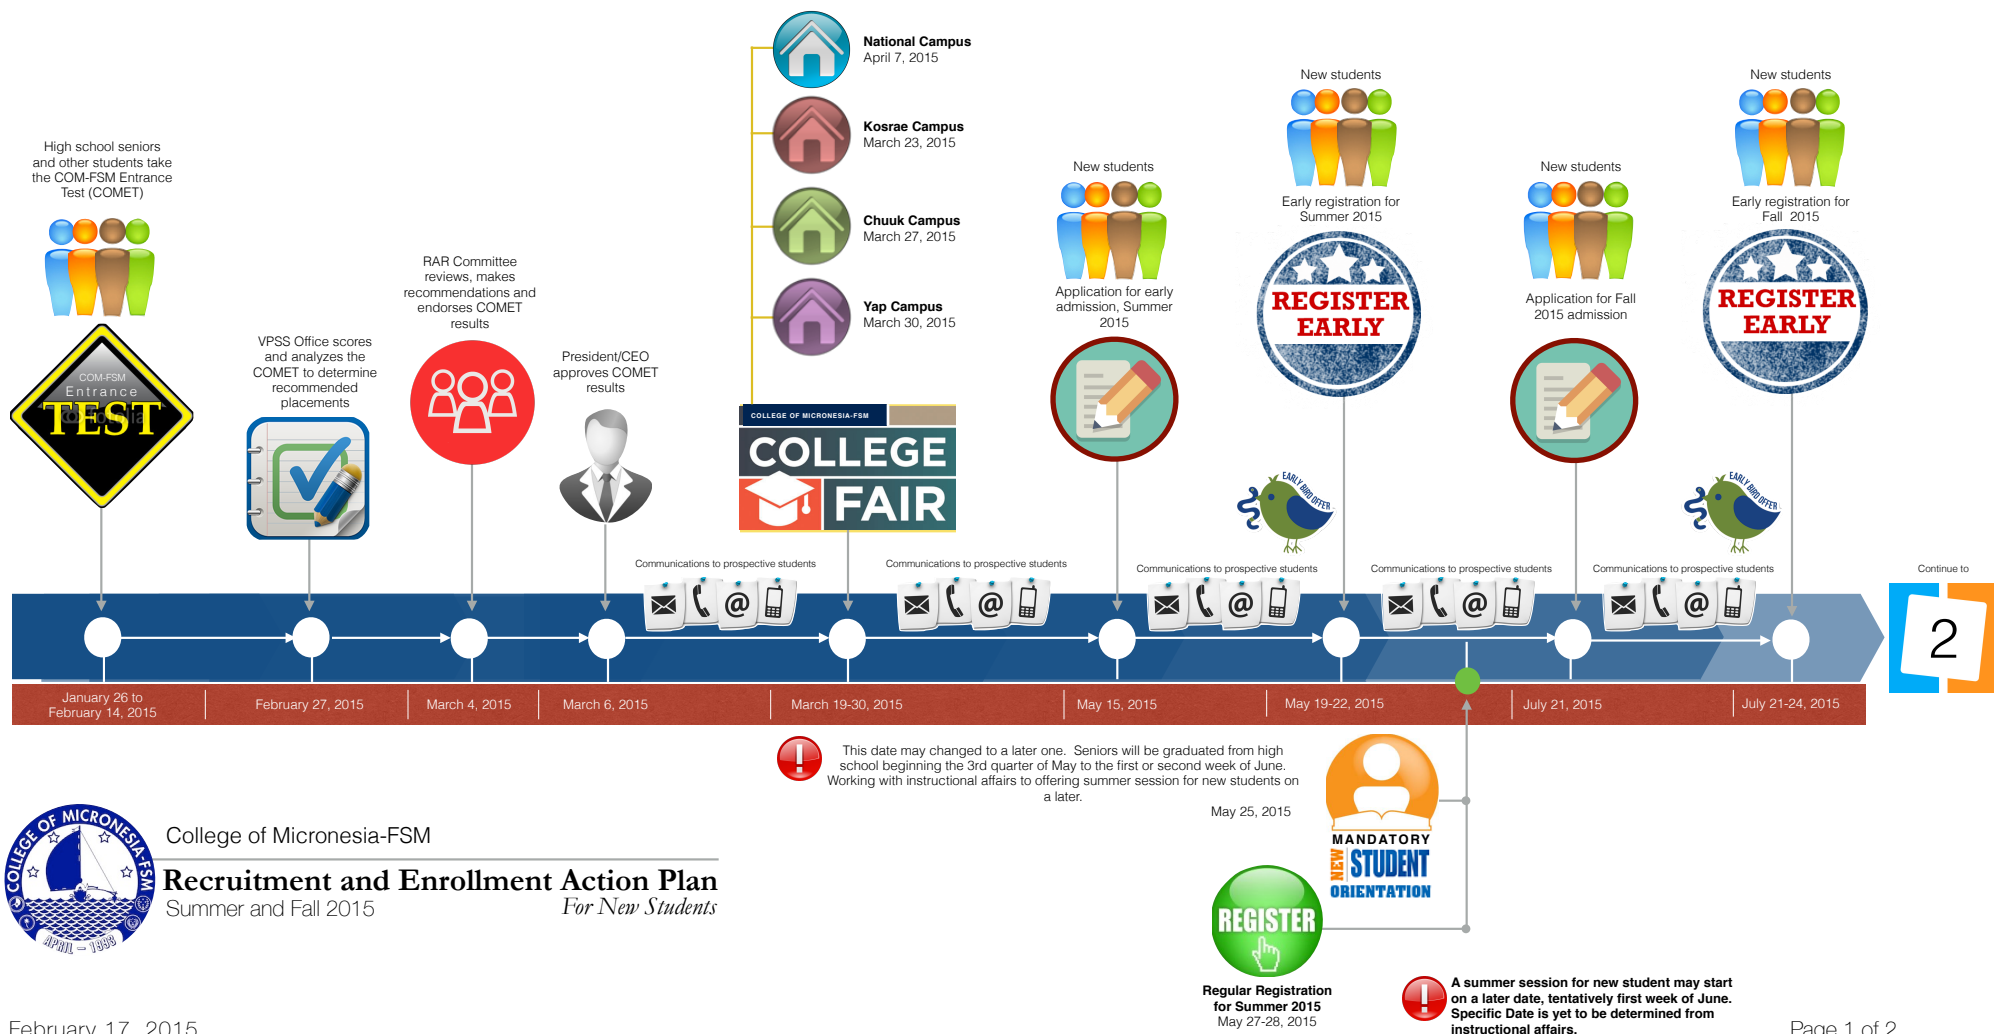 National Campus
April 7, 2015
Kosrae Campus
March 23, 2015
Chuuk Campus
March 27, 2015
Yap Campus
March 30, 2015
High school seniors
and other students take
the COM-FSM Entrance
Test (COMET)
COM-FSM
Entrance
TEST
VPSS Office scores
and analyzes the
COMET to determine
recommended
placements
RAR Committee
reviews, makes
recommendations and
endorses COMET
results
President/CEO
approves COMET
results
COLLEGE OF MICRONESIA-FSM
COLLEGE
FAIR
New students
Application for early
admission, Summer
2015
New students
Early registration for
Summer 2015
REGISTER
EARLY
EARLY BIRD OFFER
New students
Application for Fall
2015 admission
New students
Early registration for
Fall 2015
REGISTER
EARLY
EARLY BIRD OFFER
Communications to prospective students
Communications to prospective students
Communications to prospective students
Communications to prospective students
Communications to prospective students
@
@
@
@
@
Continue to
2
January 26 to
February 14, 2015
February 27, 2015
March 4, 2015
March 6, 2015
March 19-30, 2015
May 15, 2015
May 19-22, 2015
July 21, 2015
July 21-24, 2015
!
This date may changed to a later one. Seniors will be graduated from high
school beginning the 3rd quarter of May to the first or second week of June.
Working with instructional affairs to offering summer session for new students on
a later.
May 25, 2015
MANDATORY
NEW STUDENT
ORIENTATION
REGISTER
Regular Registration
for Summer 2015
May 27-28, 2015
!
A summer session for new student may start
on a later date, tentatively first week of June.
Specific Date is yet to be determined from
instructional affairs.
COLLEGE OF MICRONESIA-FSM
APRIL - 1993
College of Micronesia-FSM
Recruitment and Enrollment Action Plan
Summer and Fall 2015
For New Students
February 17, 2015
Page 1 of 2